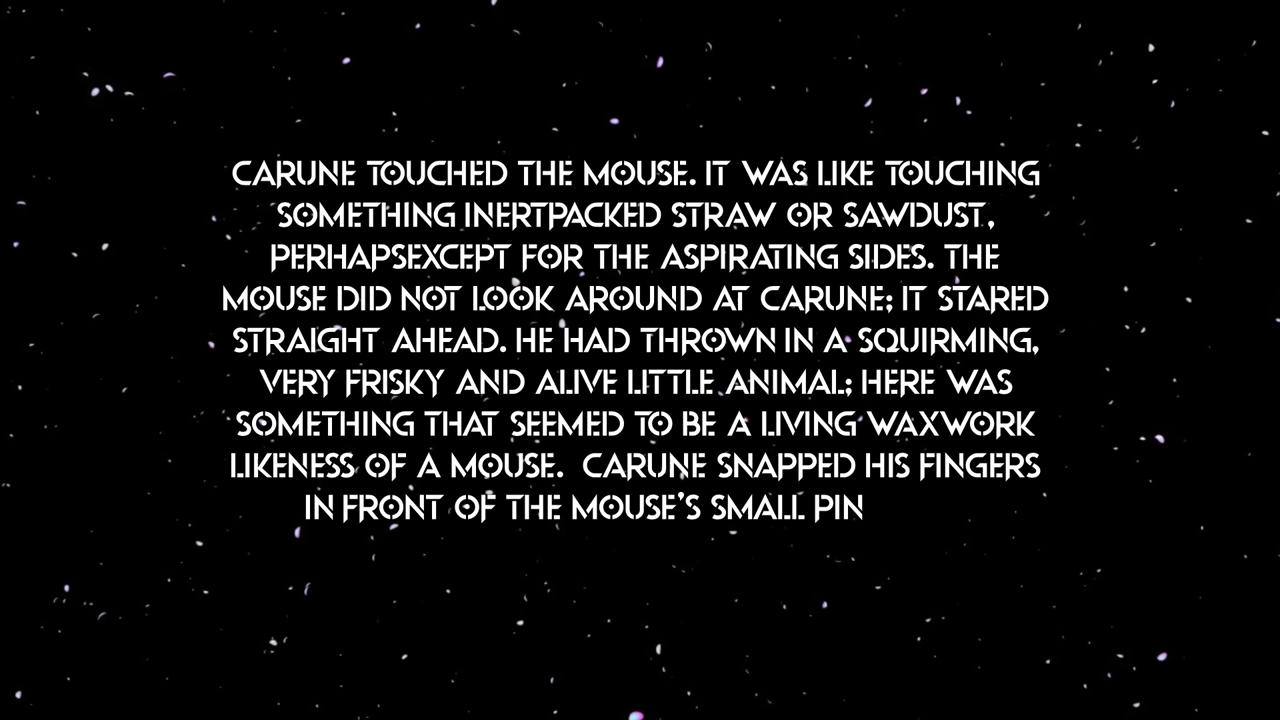 CARUNE TOUCHED THE MOUSE. IT WAS LIKE TOUCHING
SOMETHING INERTPACKED STRAW OR SAWDUST,
PERHAPSEXCEPT FOR THE ASPIRATING SIDES. THE
MOUSE DID NOT LOOK AROUND AT CARUNE; IT STARED
STRAIGHT AHEAD. HE HAD THROWN IN A SQUIRMING,
VERY FRISKY AND ALIVE LITTLE ANIMAL; HERE WAS
SOMETHING THAT SEEMED TO BE A LIVING WAXWORK
LIKENESS OF A MOUSE. CARUNE SNAPPED HIS FINGERS
IN FRONT OF THE MOUSE’S SMALL PIN